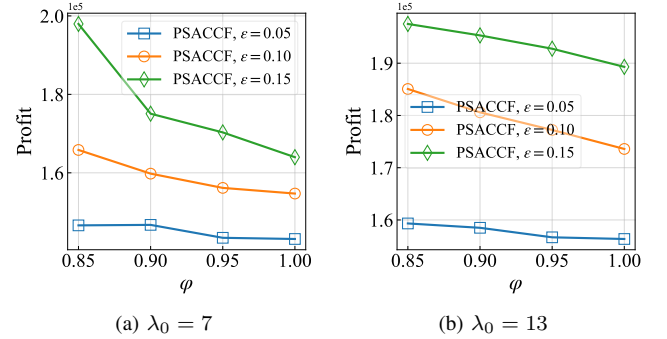 1e5
2.0
1.8
1.6
Profit
PSACCF, ε = 0.05
PSACCF, ε = 0.10
PSACCF, ε = 0.15
0.85 0.90 0.95 1.00
φ
(a) λ0 = 7
1e5
1.9
1.8
1.7
1.6
Profit
PSACCF, ε = 0.05
PSACCF, ε = 0.10
PSACCF, ε = 0.15
0.85 0.90 0.95 1.00
φ
(b) λ0 = 13